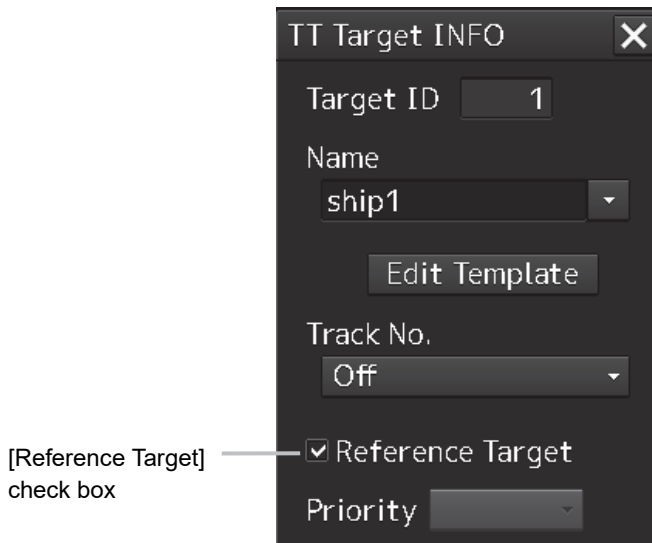 TT Target INFO
Target ID 1
Name
ship1
Edit Template
Track No.
Off
[Reference Target]
check box
Reference Target
Priority